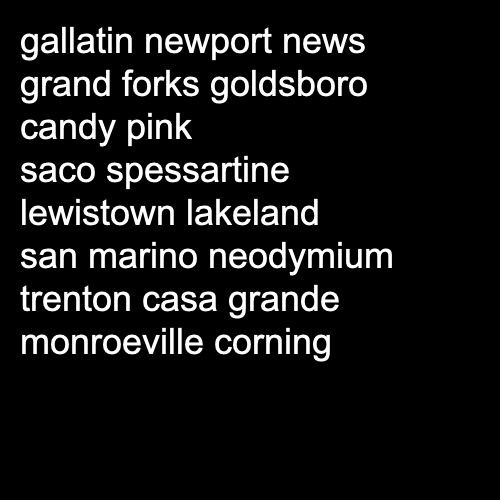 gallatin newport news
grand forks goldsboro
candy pink
saco spessartine
lewistown lakeland
san marino neodymium
trenton casa grande
monroeville corning